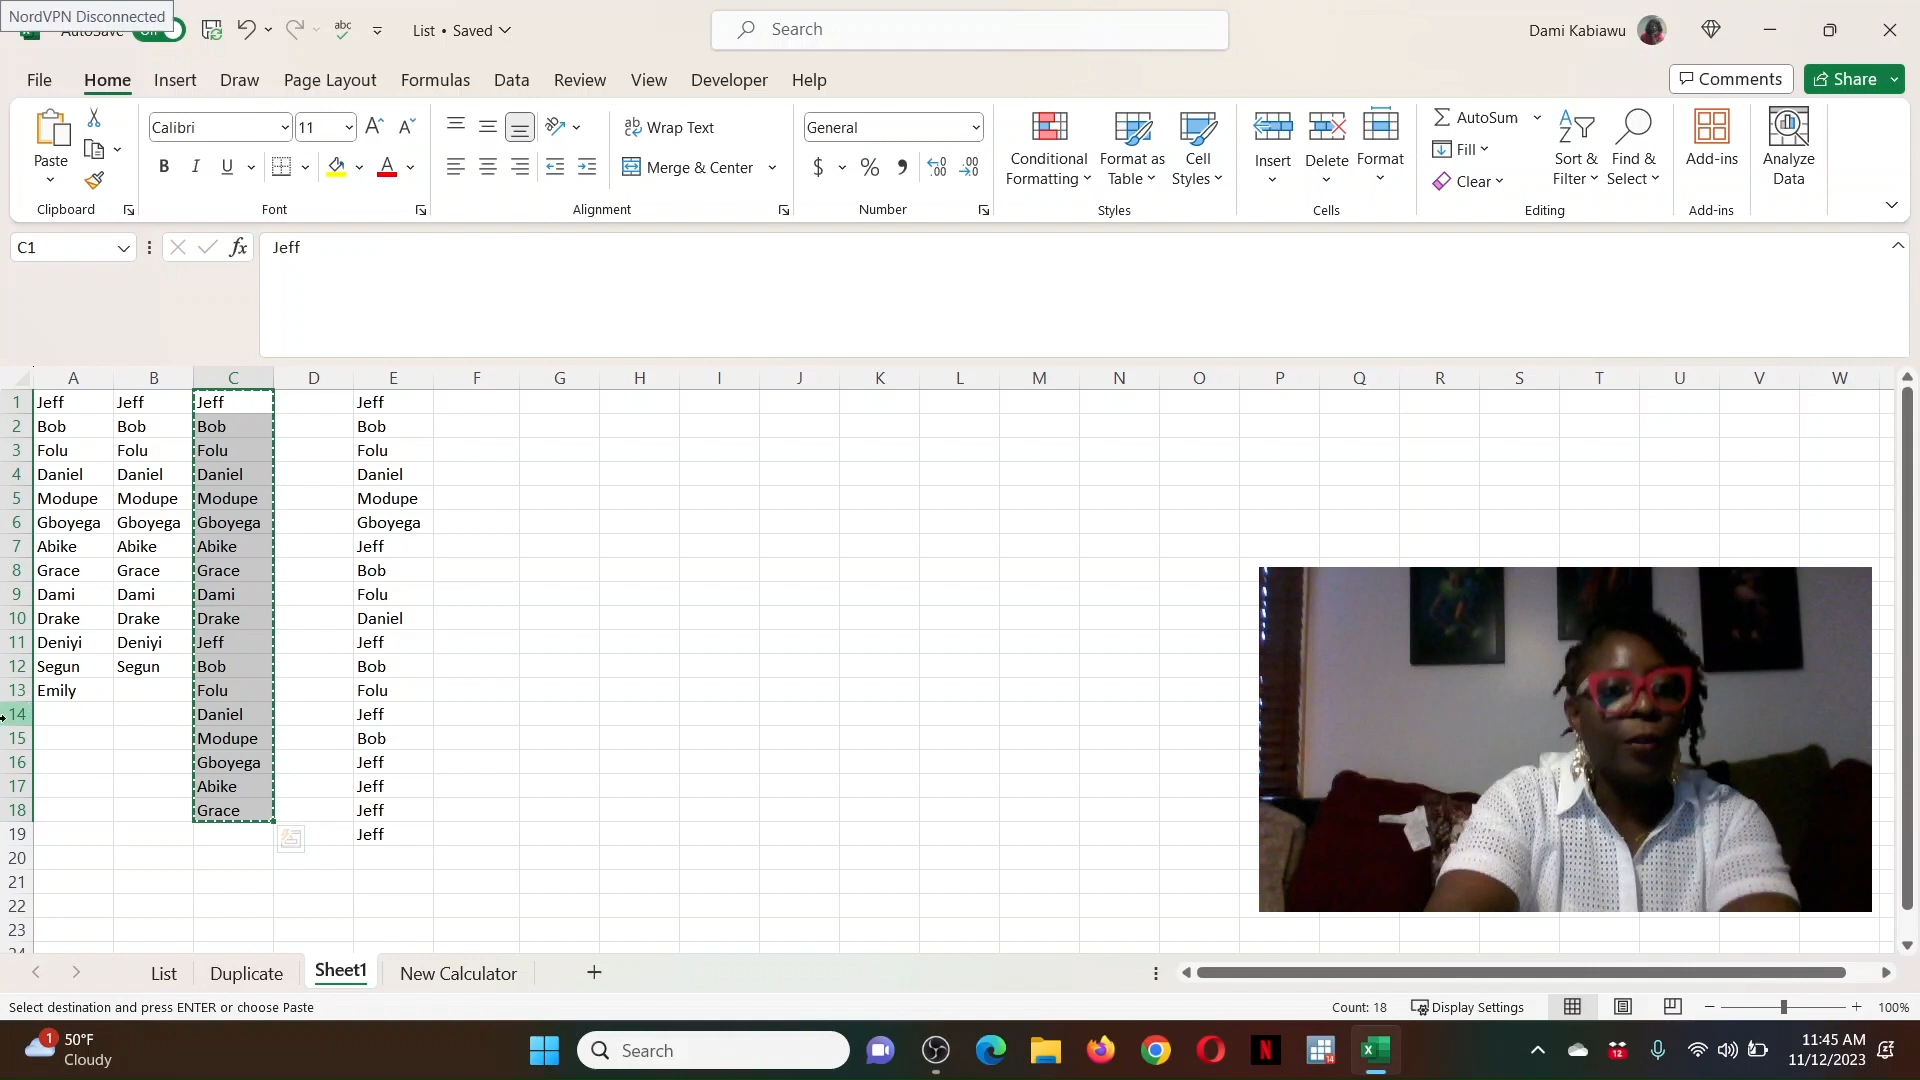 NordVPN Disconnected
List • Saved
Search
Dami Kabiawu
File Home Insert Draw Page Layout Formulas Data Review View Developer Help
Comments
Share
Paste
Clipboard
Calibri
11
B I U
Font
Wrap Text
Merge & Center
Alignment
General
$ %
Number
Conditional Formatting
Format as Table
Cell Styles
Styles
Insert
Delete
Format
Cells
AutoSum
Fill
Clear
Sort & Filter
Find & Select
Editing
Add-ins
Add-ins
Analyze Data
C1
fx
Jeff
A B C D E F G H I J K L M N O P Q R S T U V W
1 Jeff Jeff Jeff Jeff
2 Bob Bob Bob Bob
3 Folu Folu Folu Folu
4 Daniel Daniel Daniel Daniel
5 Modupe Modupe Modupe Modupe
6 Gboyega Gboyega Gboyega Gboyega
7 Abike Abike Abike Jeff
8 Grace Grace Grace Bob
9 Dami Dami Dami Folu
10 Drake Drake Drake Daniel
11 Deniyi Deniyi Jeff Jeff
12 Segun Segun Bob Bob
13 Emily Folu Folu
14 Daniel Jeff
15 Modupe Bob
16 Gboyega Jeff
17 Abike Jeff
18 Grace Jeff
19 Jeff
20
21
22
23
List Duplicate Sheet1 New Calculator
Select destination and press ENTER or choose Paste
Count: 18
Display Settings
100%
1
50°F
Cloudy
Search
12
11:45 AM
11/12/2023